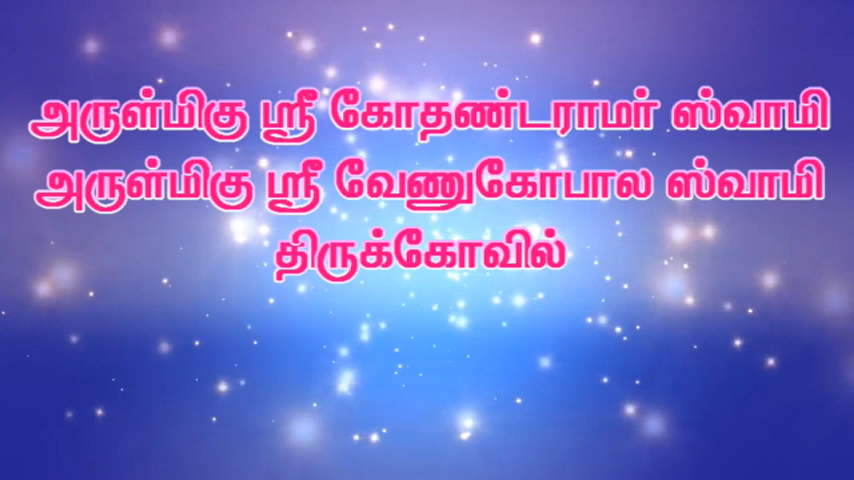 அருள்மிகு ஸ்ரீ கோதண்டராமர் ஸ்வாமி
அருள்மிகு ஸ்ரீ வேணுகோபால ஸ்வாமி
திருக்கோவில்